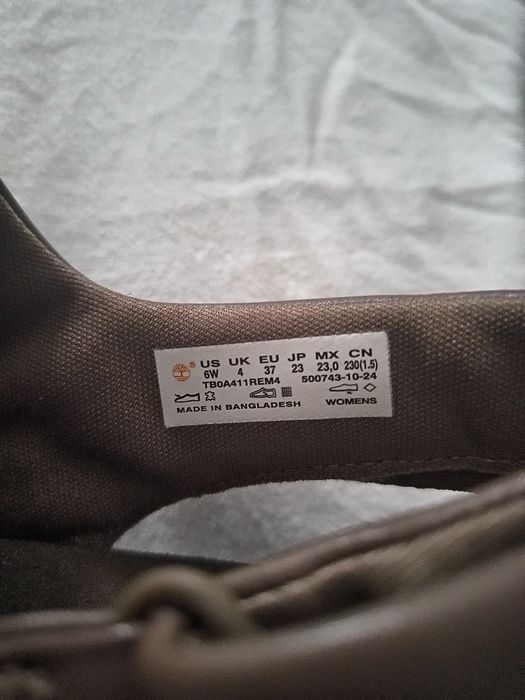 ® US UK EU JP MX CN
6W 4 37 23 23,0 230(1.5)
TB0A411REM4 500743-10-24
MADE IN BANGLADESH WOMENS